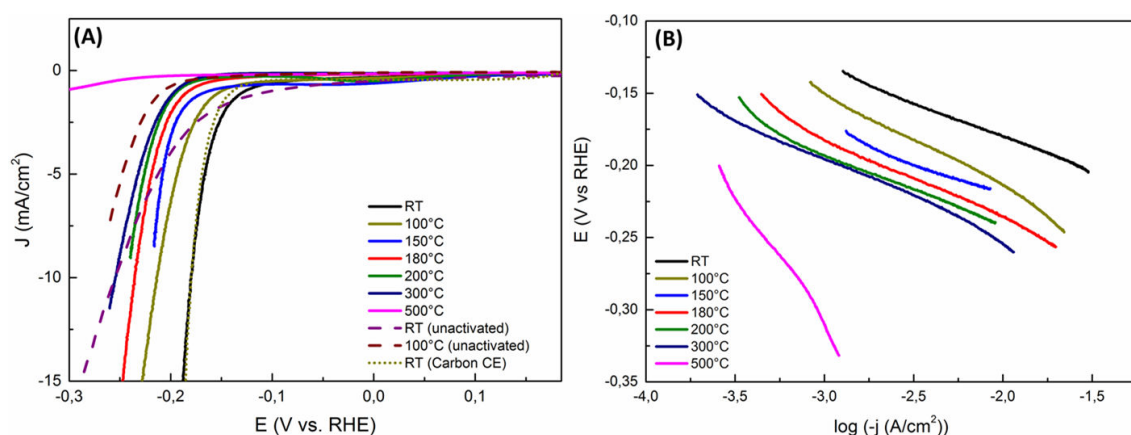 (A)
0
-5
-10
-15
J (mA/cm²)
-0,3
-0,2
-0,1
0,0
0,1
E (V vs. RHE)
RT
100°C
150°C
180°C
200°C
300°C
500°C
RT (unactivated)
100°C (unactivated)
RT (Carbon CE)
(B)
-0,10
-0,15
-0,20
-0,25
-0,30
-0,35
E (V vs RHE)
-4,0
-3,5
-3,0
-2,5
-2,0
-1,5
log (-j (A/cm²))
RT
100°C
150°C
180°C
200°C
300°C
500°C